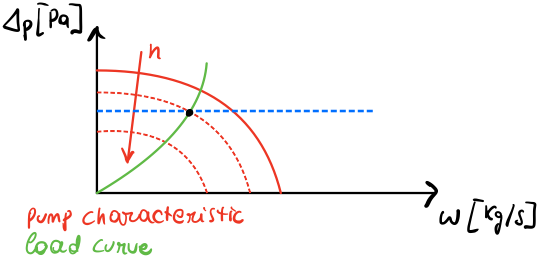 Δp[Pa]
n
w[kg/s]
pump characteristic
load curve